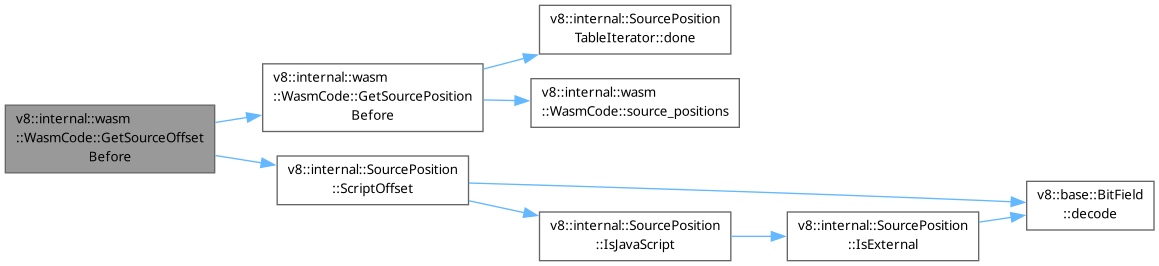 v8::internal::wasm
::WasmCode::GetSourceOffset
Before
v8::internal::wasm
::WasmCode::GetSourcePosition
Before
v8::internal::SourcePosition
TableIterator::done
v8::internal::wasm
::WasmCode::source_positions
v8::internal::SourcePosition
::ScriptOffset
v8::internal::SourcePosition
::IsJavaScript
v8::internal::SourcePosition
::IsExternal
v8::base::BitField
::decode